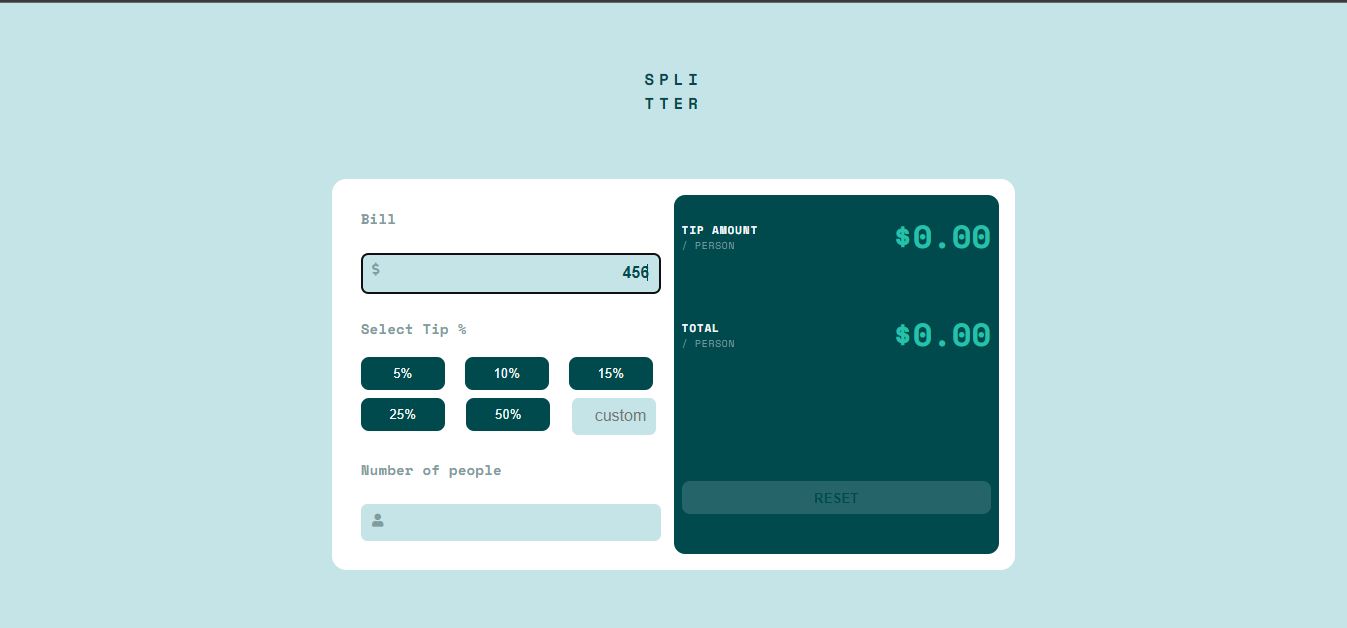 SPLI
TTER
Bill
$ 456
Select Tip %
5% 10% 15%
25% 50% custom
Number of people
TIP AMOUNT
/ PERSON
$0.00
TOTAL
/ PERSON
$0.00
RESET